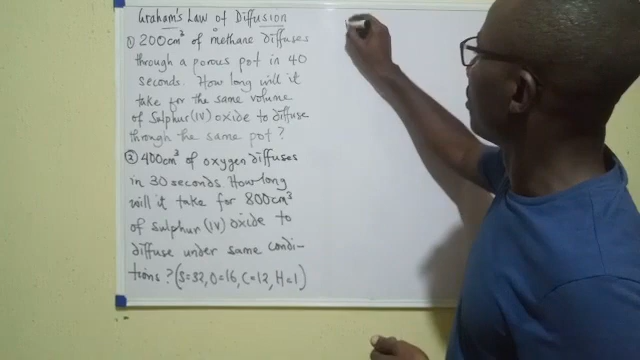 Graham's Law of Diffusion
① 200cm³ of methane diffuses
through a porous pot in 40
seconds. How long will it
take for the same volume
of Sulphur (IV) oxide to diffuse
through the same pot?
② 400cm³ of oxygen diffuses
in 30 seconds. How long
will it take for 800cm³
of sulphur (IV) oxide to
diffuse under same condi-
tions? (S=32, O=16, C=12, H=1)